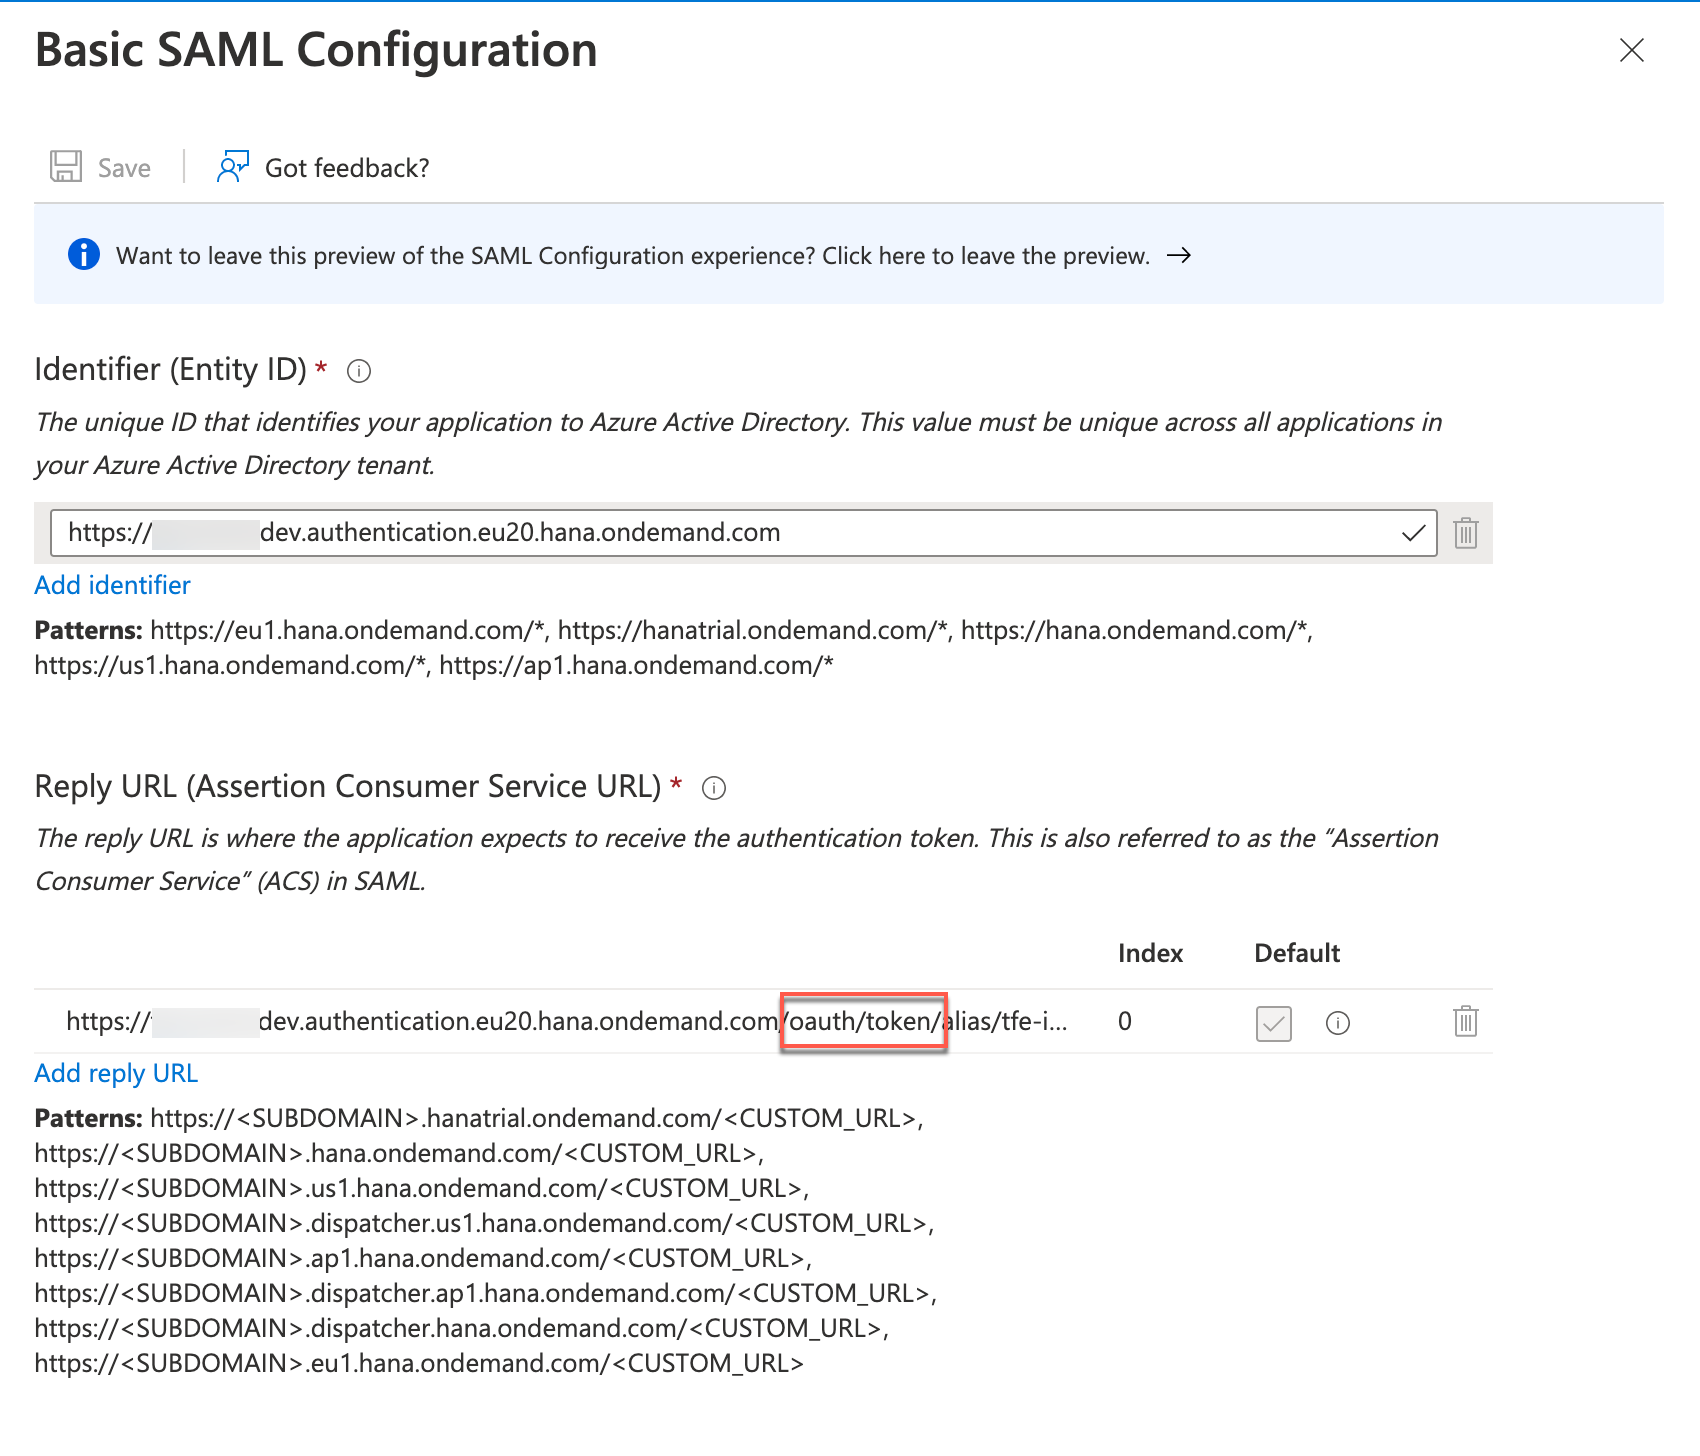 Basic SAML Configuration
Save
Got feedback?
Want to leave this preview of the SAML Configuration experience? Click here to leave the preview. →
Identifier (Entity ID) *
The unique ID that identifies your application to Azure Active Directory. This value must be unique across all applications in
your Azure Active Directory tenant.
https:// dev.authentication.eu20.hana.ondemand.com
Add identifier
Patterns: https://eu1.hana.ondemand.com/*, https://hanatrial.ondemand.com/*, https://hana.ondemand.com/*,
https://us1.hana.ondemand.com/*, https://ap1.hana.ondemand.com/*
Reply URL (Assertion Consumer Service URL) *
The reply URL is where the application expects to receive the authentication token. This is also referred to as the “Assertion
Consumer Service” (ACS) in SAML.
Index Default
https:// dev.authentication.eu20.hana.ondemand.com/oauth/token/alias/tfe-i... 0
Add reply URL
Patterns: https://<SUBDOMAIN>.hanatrial.ondemand.com/<CUSTOM_URL>,
https://<SUBDOMAIN>.hana.ondemand.com/<CUSTOM_URL>,
https://<SUBDOMAIN>.us1.hana.ondemand.com/<CUSTOM_URL>,
https://<SUBDOMAIN>.dispatcher.us1.hana.ondemand.com/<CUSTOM_URL>,
https://<SUBDOMAIN>.ap1.hana.ondemand.com/<CUSTOM_URL>,
https://<SUBDOMAIN>.dispatcher.ap1.hana.ondemand.com/<CUSTOM_URL>,
https://<SUBDOMAIN>.dispatcher.hana.ondemand.com/<CUSTOM_URL>,
https://<SUBDOMAIN>.eu1.hana.ondemand.com/<CUSTOM_URL>